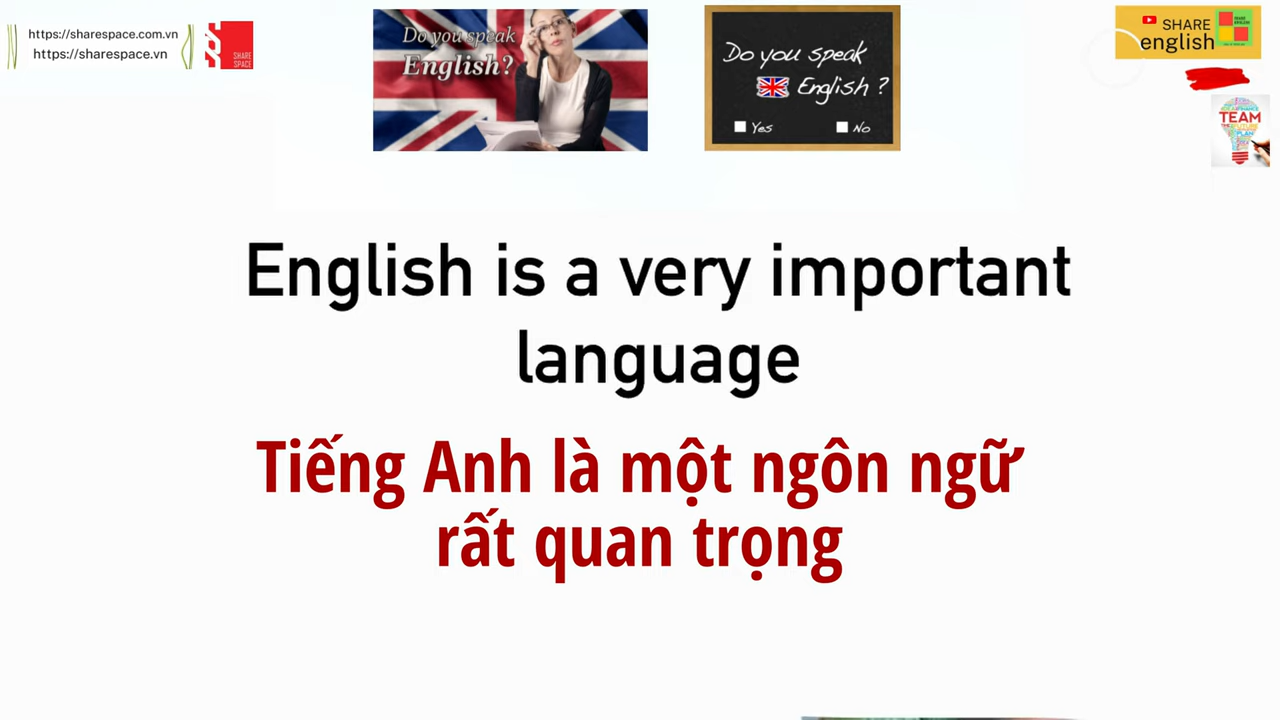 https://sharespace.com.vn
https://sharespace.vn
SHARE
SPACE
Do you speak
English?
Do you speak
English ?
Yes
No
SHARE
english
TEAM
PLAN
English is a very important
language
Tiếng Anh là một ngôn ngữ
rất quan trọng